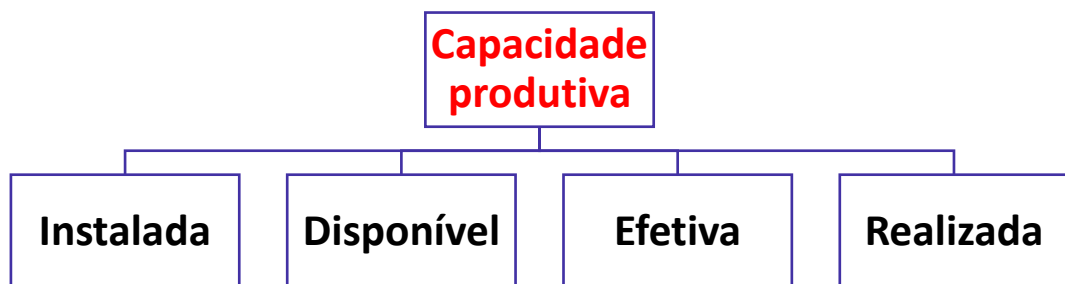 Capacidade
produtiva
Instalada
Disponível
Efetiva
Realizada